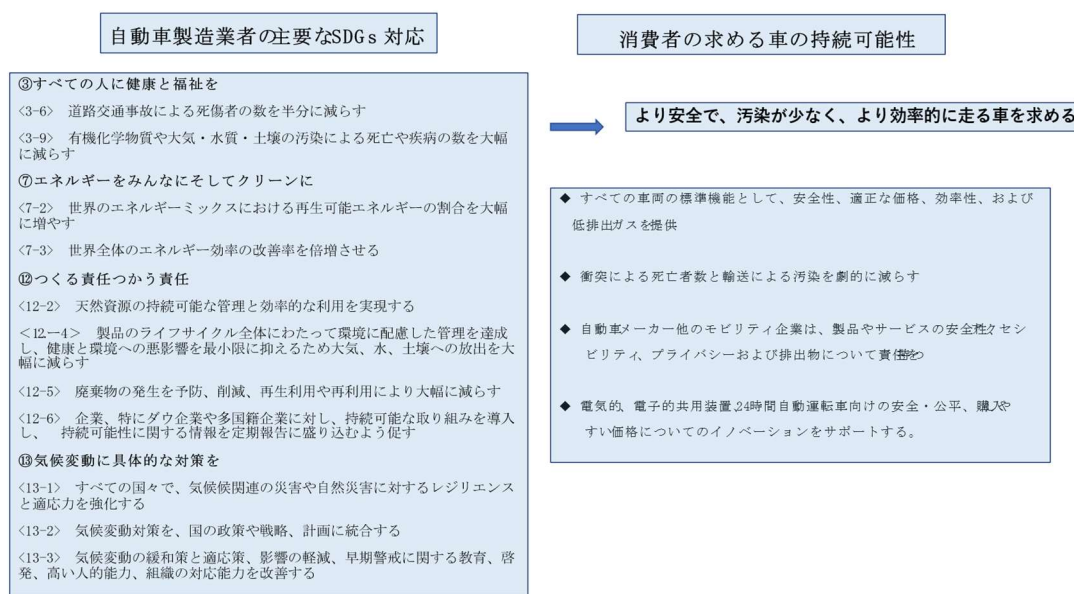 自動車製造業者の主要なSDGs 対応
③すべての人に健康と福祉を
<3-6> 道路交通事故による死傷者の数を半分に減らす
<3-9> 有機化学物質や大気・水質・土壌の汚染による死亡や疾病の数を大幅
に減らす
⑦エネルギーをみんなにそしてクリーンに
<7-2> 世界のエネルギーミックスにおける再生可能エネルギーの割合を大幅
に増やす
<7-3> 世界全体のエネルギー効率の改善率を倍増させる
⑫つくる責任つかう責任
<12-2> 天然資源の持続可能な管理と効率的な利用を実現する
<12ー4> 製品のライフサイクル全体にわたって環境に配慮した管理を達成
し、健康と環境への悪影響を最小限に抑えるため大気、水、土壌への放出を大
幅に減らす
<12-5> 廃棄物の発生を予防、削減、再生利用や再利用により大幅に減らす
<12-6> 企業、特にダウ企業や多国籍企業に対し、持続可能な取り組みを導入
し、 持続可能性に関する情報を定期報告に盛り込むよう促す
⑬気候変動に具体的な対策を
<13-1> すべての国々で、気候候関連の災害や自然災害に対するレジリエンス
と適応力を強化する
<13-2> 気候変動対策を、国の政策や戦略、計画に統合する
<13-3> 気候変動の緩和策と適応策、影響の軽減、早期警戒に関する教育、啓
発、高い人的能力、組織の対応能力を改善する
消費者の求める車の持続可能性
より安全で、汚染が少なく、より効率的に走る車を求める
◆ すべての車両の標準機能として、安全性、適正な価格、効率性、および
低排出ガスを提供
◆ 衝突による死亡者数と輸送による汚染を劇的に減らす
◆ 自動車メーカー他のモビリティ企業は、製品やサービスの安全性、アクセシ
ビリティ、プライバシーおよび排出物について責任を持つ
◆ 電気的、電子的共用装置,24時間自動運転車向けの安全・公平、購入や
すい価格についてのイノベーションをサポートする。